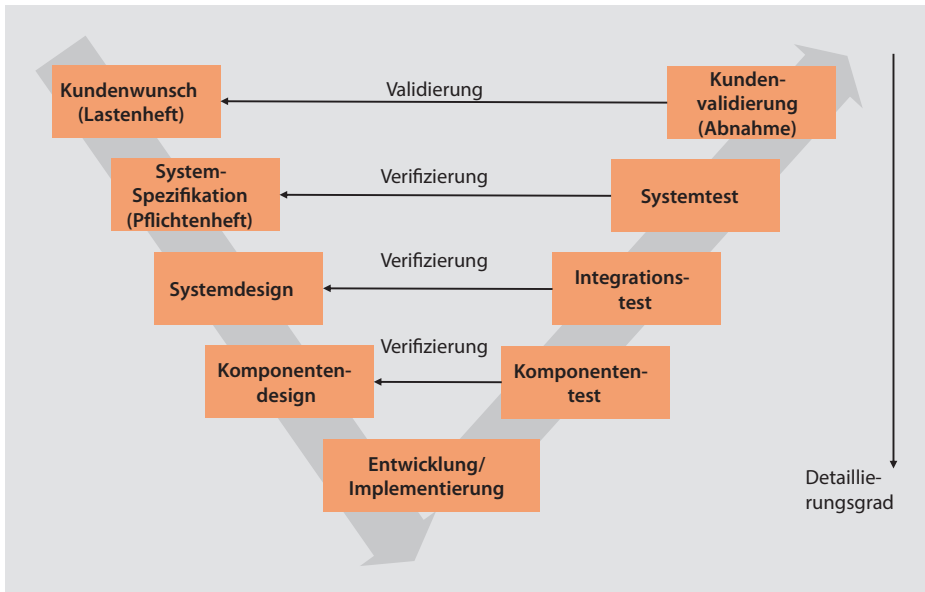 Kundenwunsch
(Lastenheft)
Validierung
Kunden-
validierung
(Abnahme)
System-
Spezifikation
(Pflichtenheft)
Verifizierung
Systemtest
Systemdesign
Verifizierung
Integrations-
test
Komponenten-
design
Verifizierung
Komponenten-
test
Entwicklung/
Implementierung
Detaillie-
rungsgrad